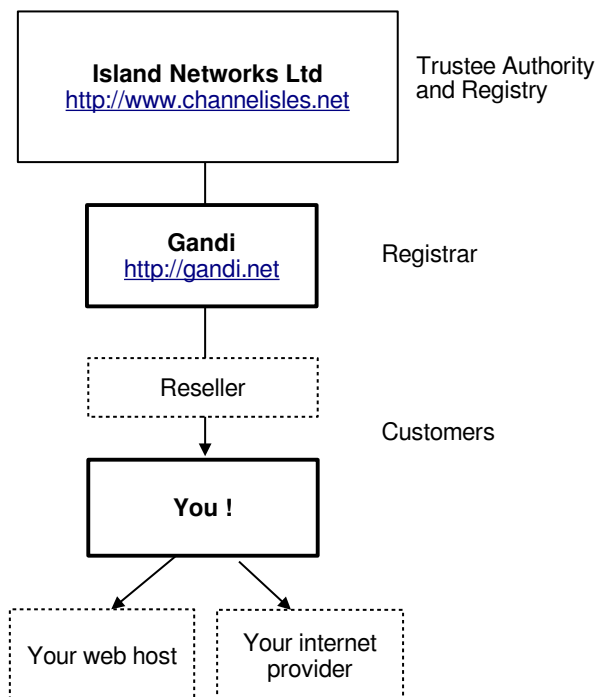 Island Networks Ltd
http://www.channelisles.net
Trustee Authority
and Registry
Gandi
http://gandi.net
Registrar
Reseller
Customers
You !
Your web host
Your internet
provider